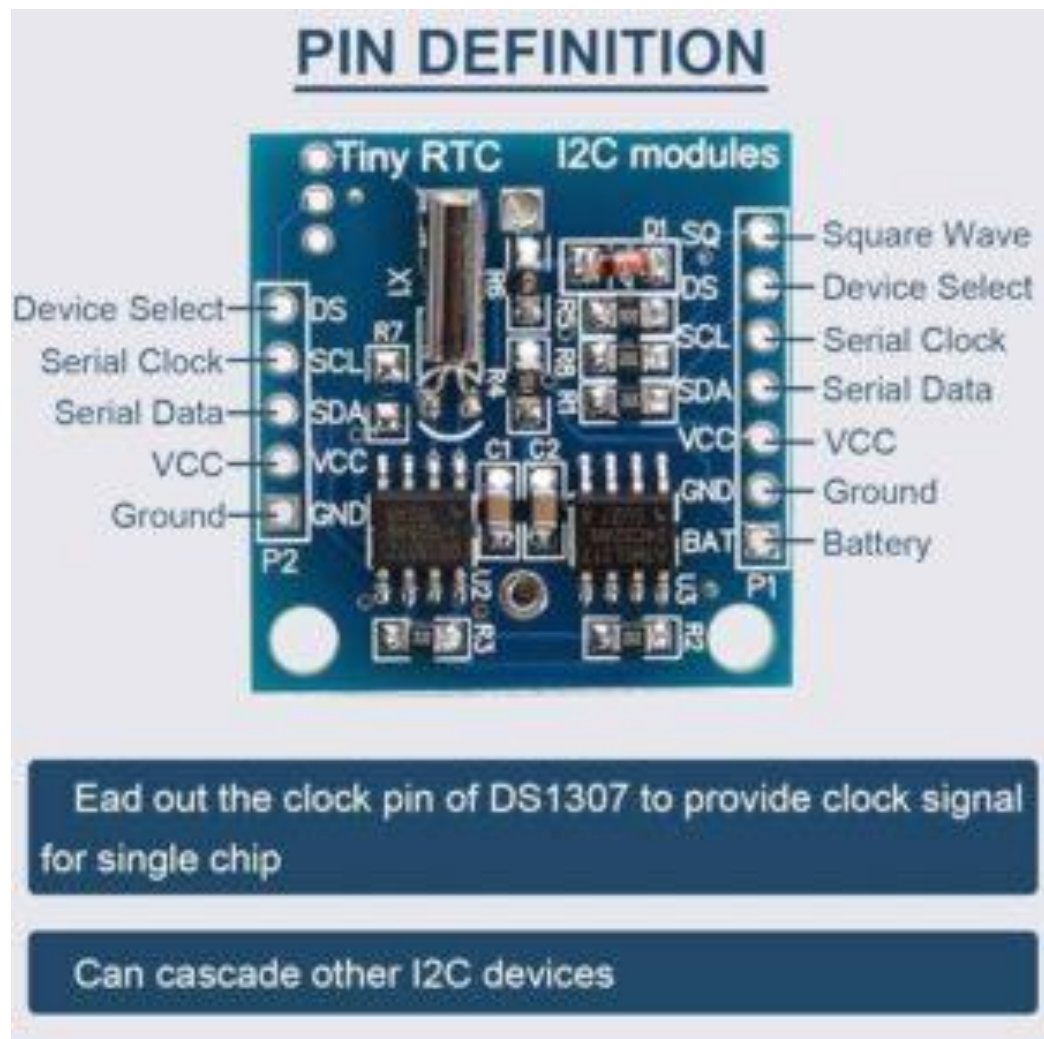 PIN DEFINITION
Tiny RTC
I2C modules
Device Select
Serial Clock
Serial Data
VCC
Ground
DS
SCL
SDA
VCC
GND
P2
X1
R7
R6
R4
C1
C2
R8
R1
U2
U3
R3
R2
SQ
DS
SCL
SDA
VCC
GND
BAT
P1
Square Wave
Device Select
Serial Clock
Serial Data
VCC
Ground
Battery
Ead out the clock pin of DS1307 to provide clock signal
for single chip
Can cascade other I2C devices